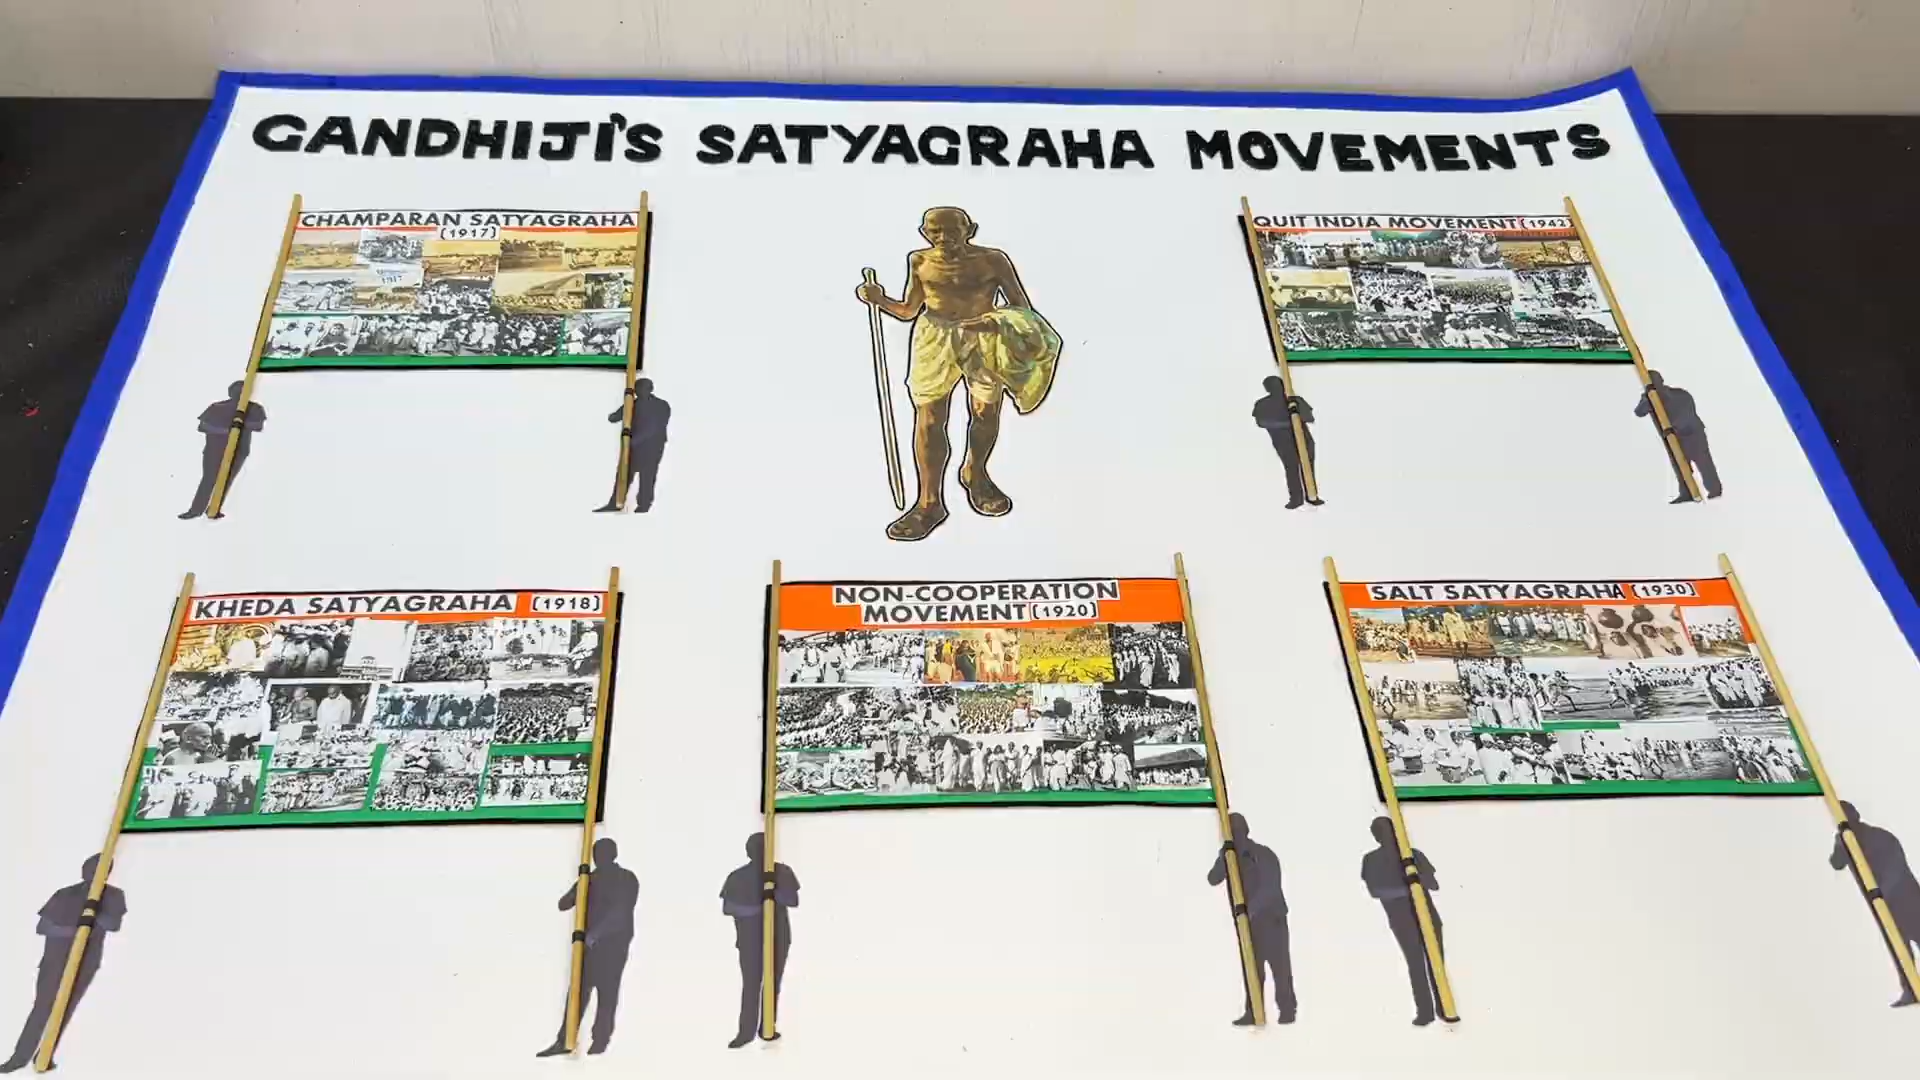 GANDHIJI'S SATYAGRAHA MOVEMENTS
CHAMPARAN SATYAGRAHA
(1917)
1917
QUIT INDIA MOVEMENT (1942)
KHEDA SATYAGRAHA (1918)
NON-COOPERATION
MOVEMENT (1920)
SALT SATYAGRAHA (1930)